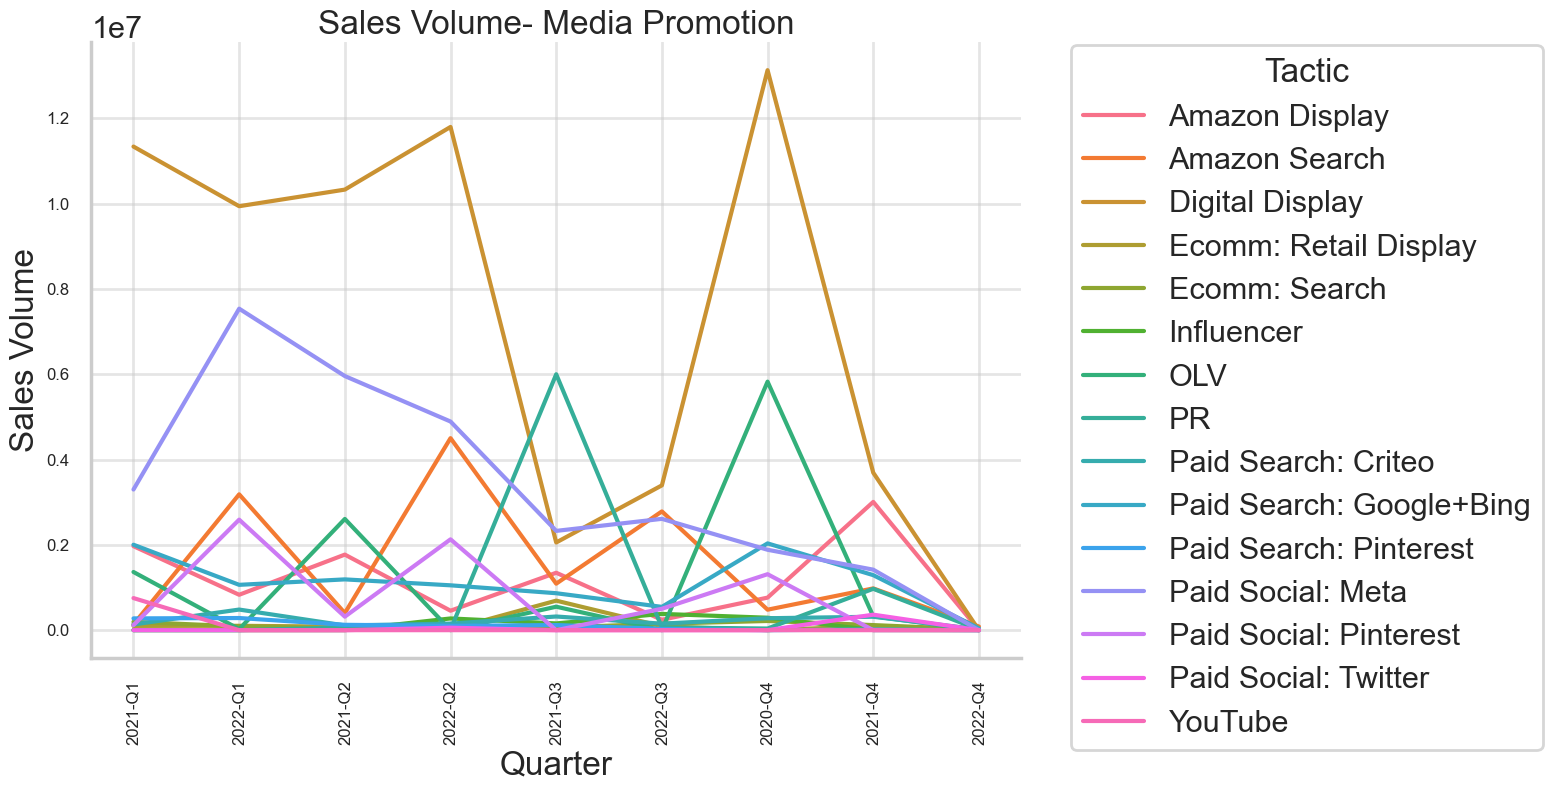 Sales Volume- Media Promotion
1e7
1.2
1.0
0.8
0.6
0.4
0.2
0.0
Sales Volume
2021-Q1
2022-Q1
2021-Q2
2022-Q2
2021-Q3
2022-Q3
2020-Q4
2021-Q4
2022-Q4
Quarter
Tactic
Amazon Display
Amazon Search
Digital Display
Ecomm: Retail Display
Ecomm: Search
Influencer
OLV
PR
Paid Search: Criteo
Paid Search: Google+Bing
Paid Search: Pinterest
Paid Social: Meta
Paid Social: Pinterest
Paid Social: Twitter
YouTube